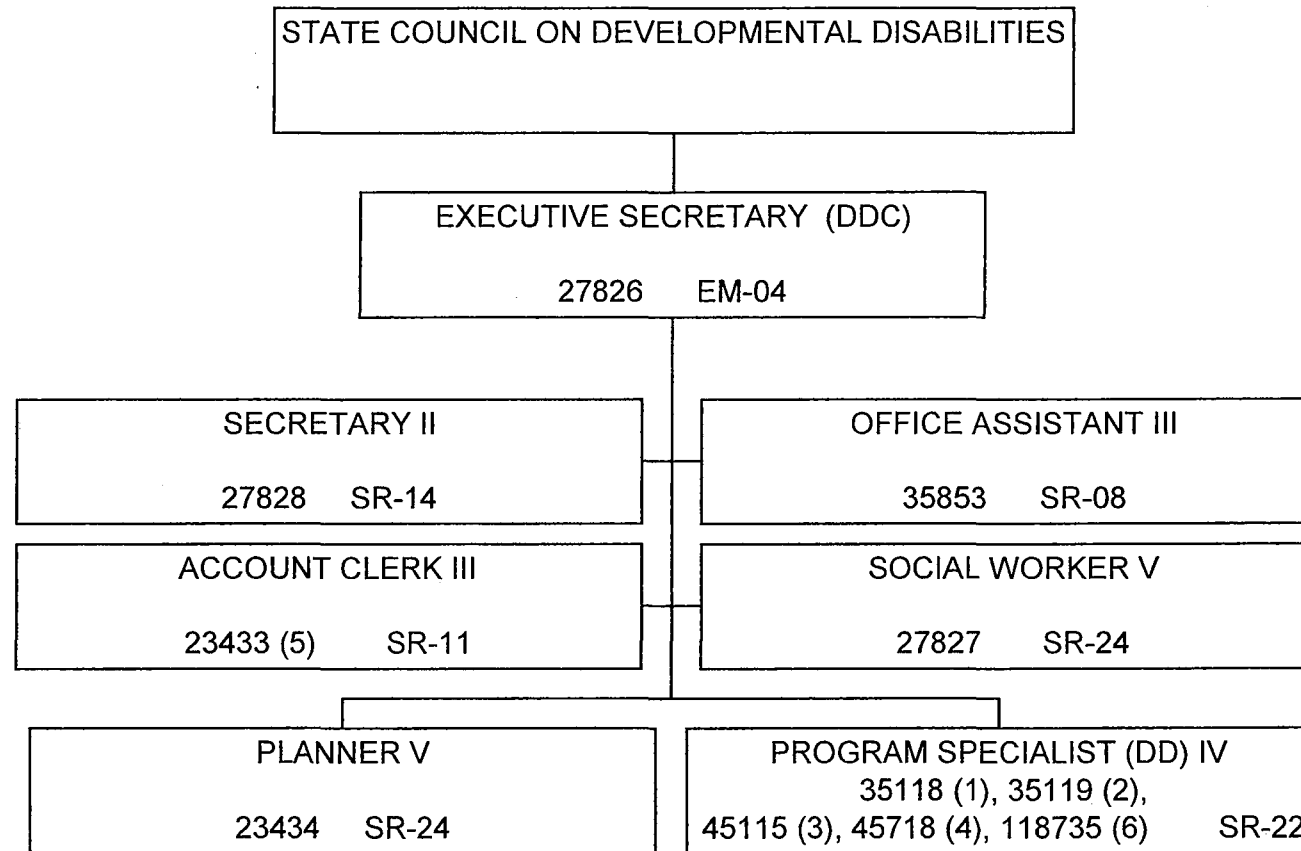 STATE COUNCIL ON DEVELOPMENTAL DISABILITIES
EXECUTIVE SECRETARY (DDC)
27826 EM-04
SECRETARY II
27828 SR-14
OFFICE ASSISTANT III
35853 SR-08
ACCOUNT CLERK III
23433 (5) SR-11
SOCIAL WORKER V
27827 SR-24
PLANNER V
23434 SR-24
PROGRAM SPECIALIST (DD) IV
35118 (1), 35119 (2),
45115 (3), 45718 (4), 118735 (6) SR-22